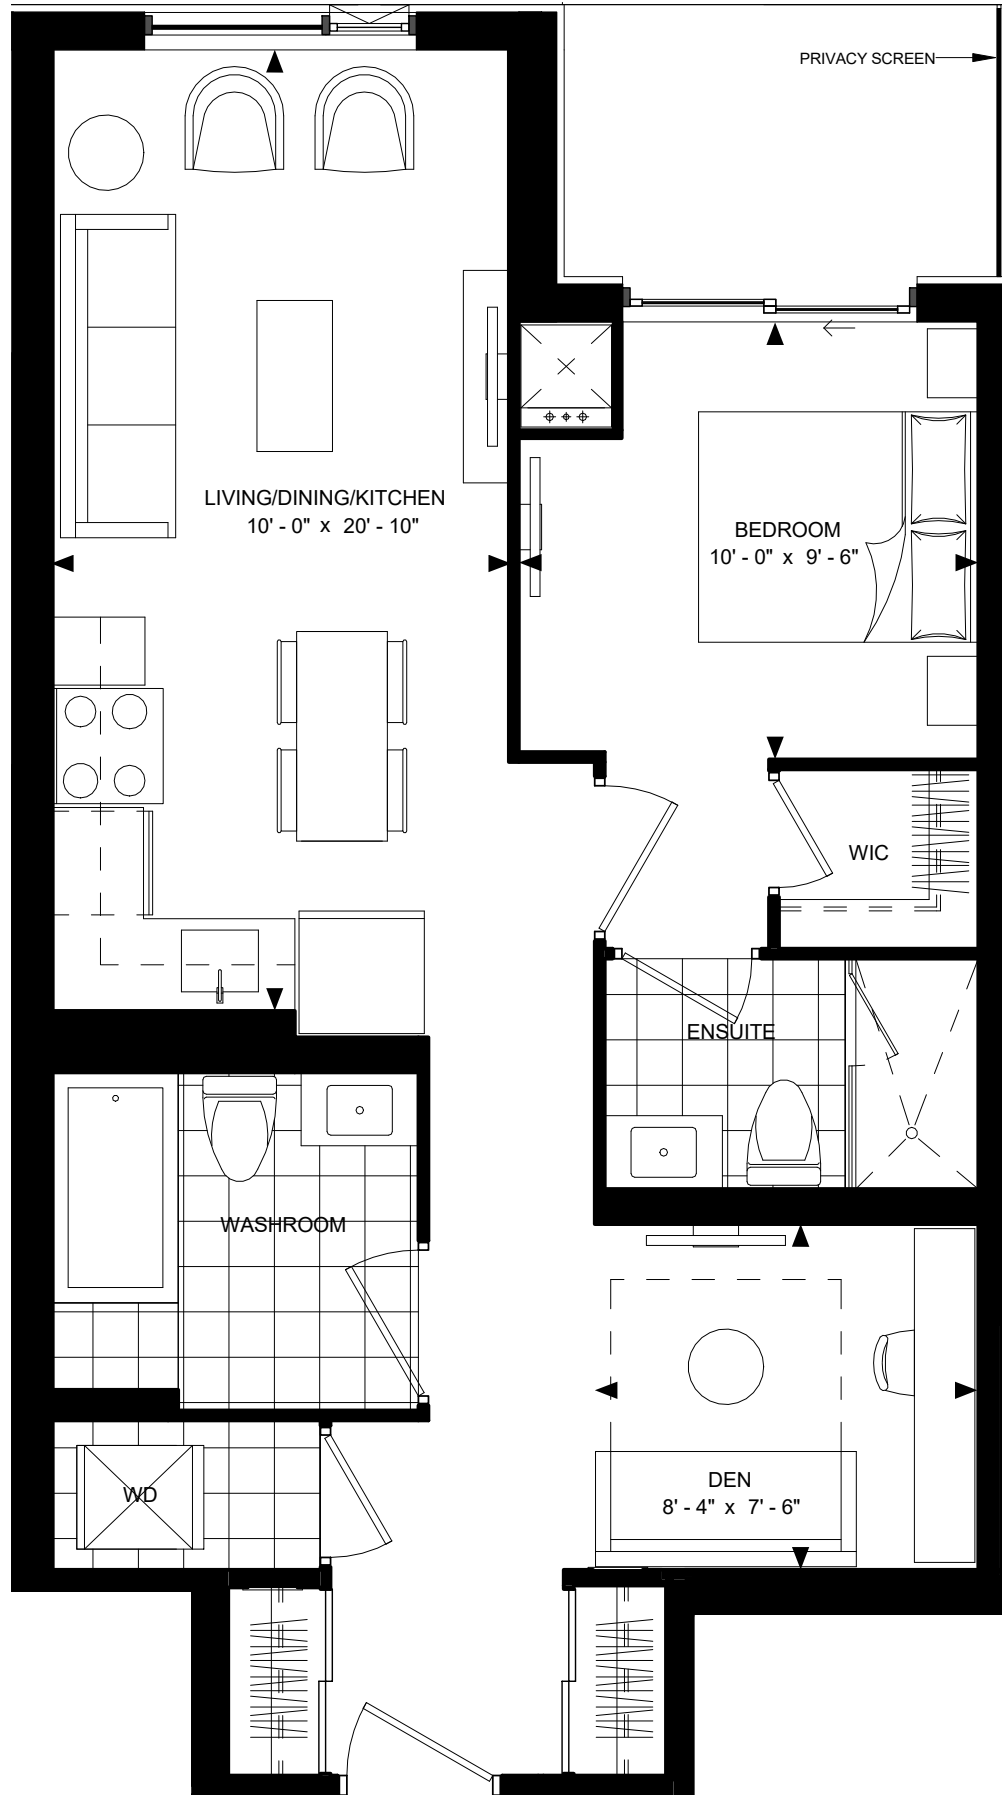 PRIVACY SCREEN
LIVING/DINING/KITCHEN
10' - 0" x 20' - 10"
BEDROOM
10' - 0" x 9' - 6"
WIC
ENSUITE
WASHROOM
DEN
8' - 4" x 7' - 6"
WD